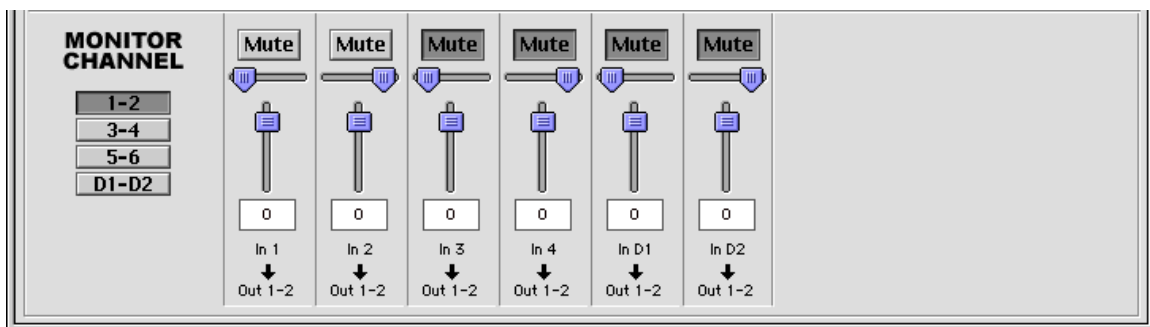 MONITOR
CHANNEL
1-2
3-4
5-6
D1-D2
Mute Mute Mute Mute Mute Mute
0 0 0 0 0 0
In 1 In 2 In 3 In 4 In D1 In D2
Out 1-2 Out 1-2 Out 1-2 Out 1-2 Out 1-2 Out 1-2